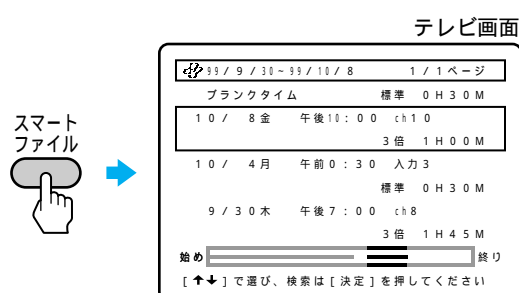 テレビ画面
99/9/30~99/10/8 1/1ページ
ブランクタイム 標準 0H30M
スマート
ファイル
10/ 8金 午後10:00 ch10
3倍 1H00M
10/ 4月 午前0:30 入力3
標準 0H30M
9/30木 午後7:00 ch8
3倍 1H45M
始め 終り
[↑↓]で選び、検索は[決定]を押してください